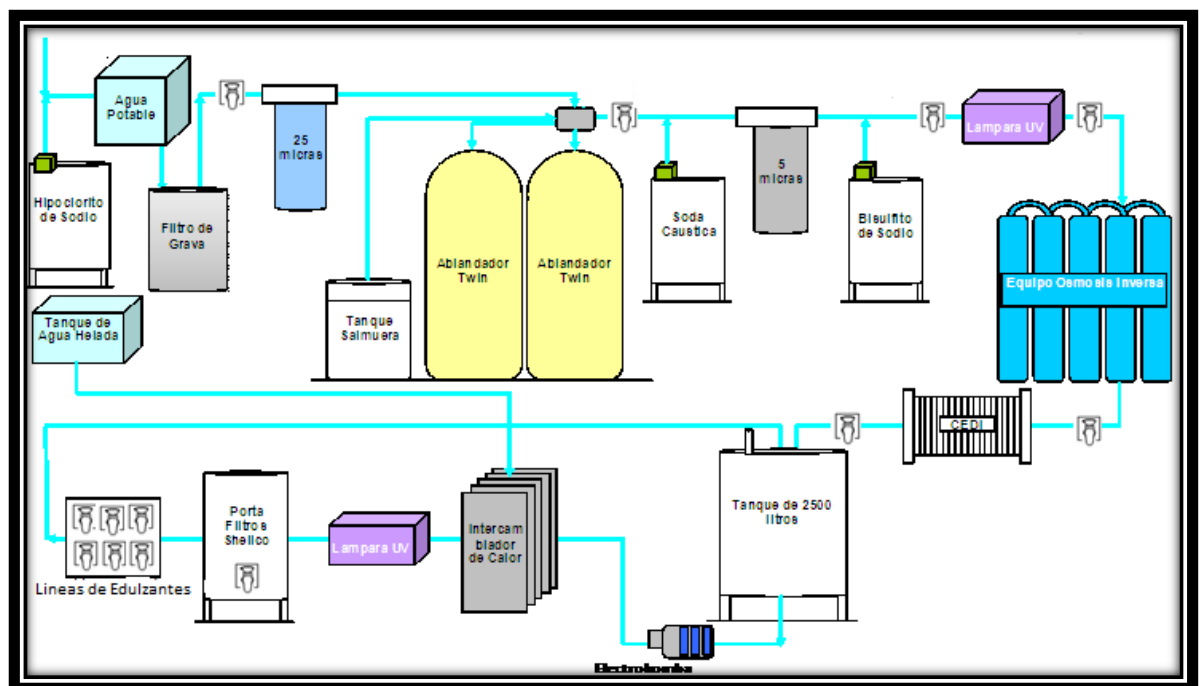 Agua
Potable
Hipoclorito
de Sodio
Filtro de
Grava
25
micras
Tanque
Salmuera
Ablandador
Twin
Ablandador
Twin
Soda
Caustica
5
micras
Bisulfito
de Sodio
Lampara UV
Equipo Osmosis Inversa
Tanque de
Agua Helada
CEDI
Tanque de 2500
litros
Intercam
biador
de Calor
Lampara UV
Porta
Filtros
Shelico
Lineas de Edulzantes
Electrobomba